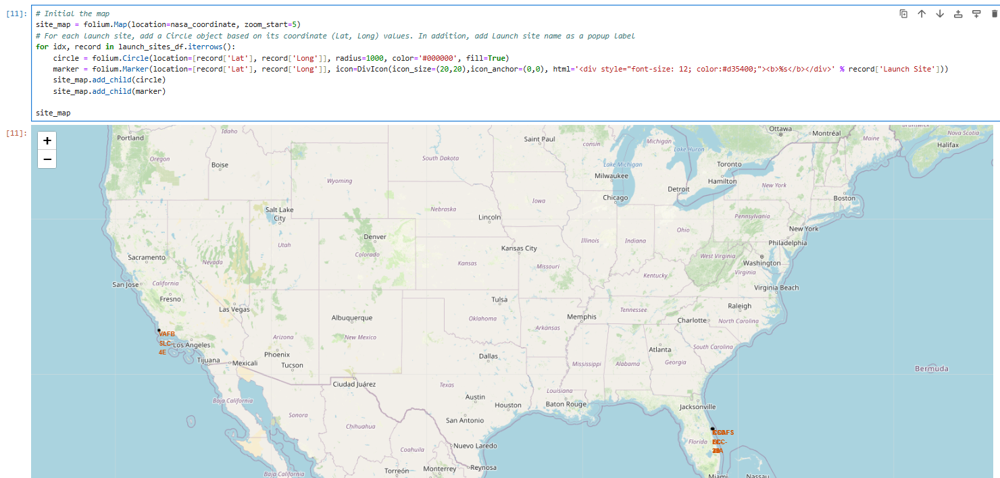 [11]:
# Initial the map
site_map = folium.Map(location=nasa_coordinate, zoom_start=5)
# For each launch site, add a Circle object based on its coordinate (Lat, Long) values. In addition, add Launch site name as a popup label
for idx, record in launch_sites_df.iterrows():
    circle = folium.Circle(location=[record['Lat'], record['Long']], radius=1000, color='#000000', fill=True)
    marker = folium.Marker(location=[record['Lat'], record['Long']], icon=DivIcon(icon_size=(20,20),icon_anchor=(0,0), html='<div style="font-size: 12; color:#d35400;"><b>%s</b></div>' % record['Launch Site']))
    site_map.add_child(circle)
    site_map.add_child(marker)
site_map
[11]:
+
−
Portland
Idaho
Saint Paul
consin
Michigan
Ottawa
Montréal
Maine
Nova Scotia
Halifax
Oregon
Boise
South Dakota
Lake Huron
Lake Michigan
Toronto
Milwaukee
Hamilton
Wyoming
Detroit
New York
Chicago
Boston
Iowa
Salt Lake
City
Nebraska
Lincoln
Pennsylvania
New York
Ohio
Denver
Utah
Illinois
Indiana
Philadelphia
Kansas City
Colorado
Sacramento
Nevada
Kansas
Missouri
West Virginia
Washington
Virginia
Kentucky
San Jose
California
Virginia Beach
Fresno
Tulsa
Las Vegas
Raleigh
Tennessee
Albuquerque
Oklahoma
Memphis
Charlotte
North Carolina
Arkansas
VAFB
SLC-
4E
Arizona
New Mexico
Los Angeles
Atlanta
South Carolina
Phoenix
Dallas
Tijuana
Mexicali
Tucson
Mississippi
Alabama
Georgia
Bermuda
Ciudad Juárez
Texas
Louisiana
Baja California
Austin
Houston
Baton Rouge
Jacksonville
Sonora
San Antonio
Chihuahua
Florida
Coahuila
Nuevo Laredo
Torreón
Monterrey
Reynosa
Baja California
Miami
Nassau